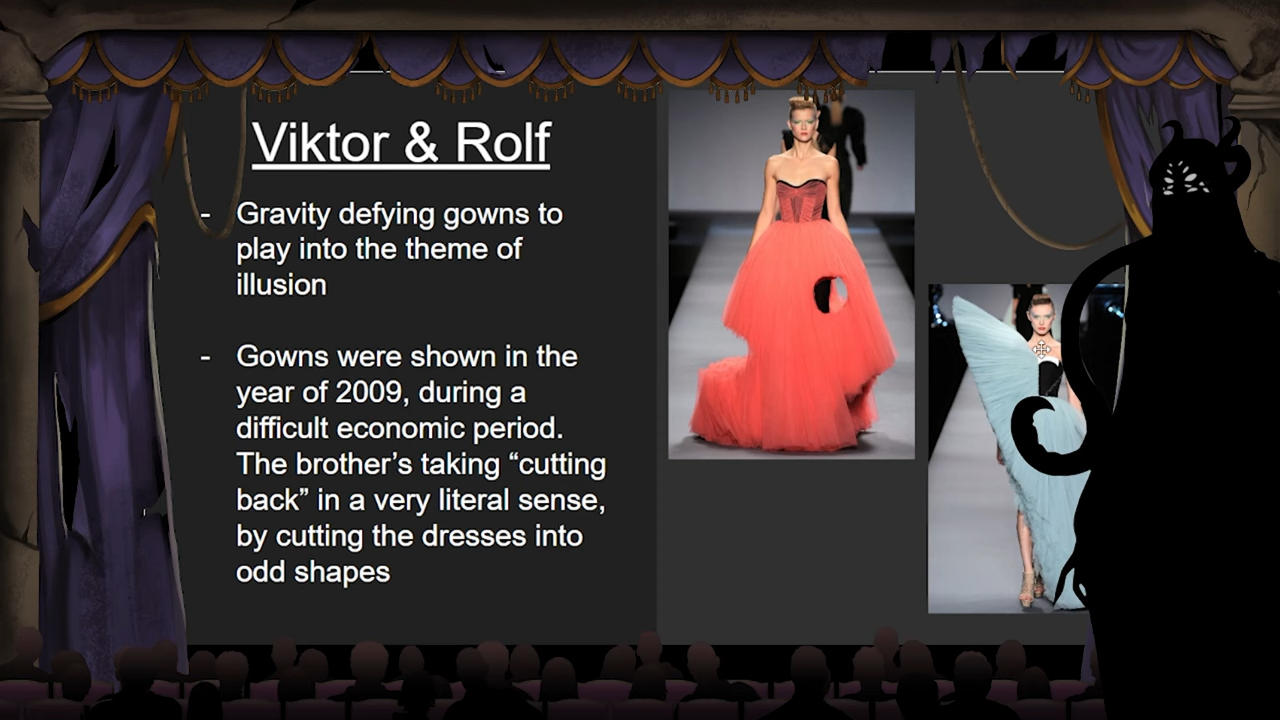 Viktor & Rolf
- Gravity defying gowns to
play into the theme of
illusion
- Gowns were shown in the
year of 2009, during a
difficult economic period.
The brother’s taking “cutting
back” in a very literal sense,
by cutting the dresses into
odd shapes